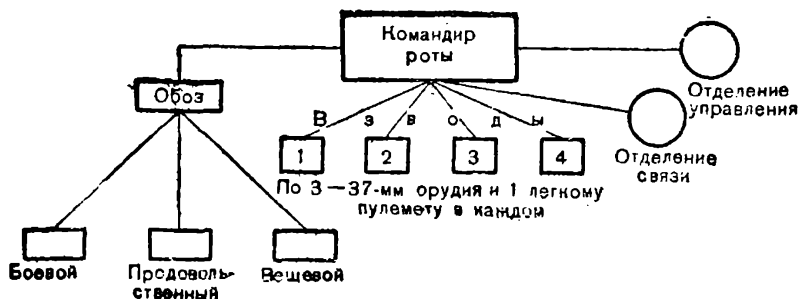 Командир
роты
Обоз
Отделение
управления
Взводы
1 2 3 4
Отделение
связи
По 3—37-мм орудия и 1 легкому
пулемету в каждом
Боевой
Продоволь-
ственный
Вещевой